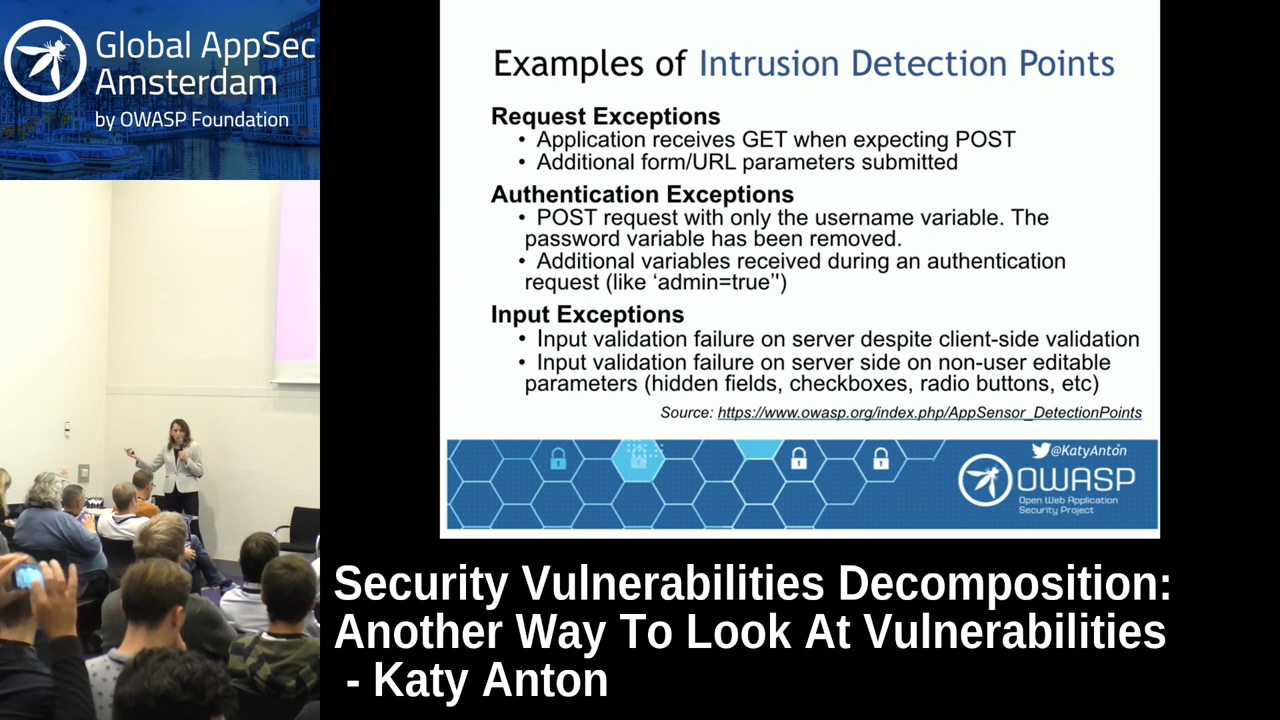 Global AppSec
Amsterdam
by OWASP Foundation
Examples of Intrusion Detection Points
Request Exceptions
• Application receives GET when expecting POST
• Additional form/URL parameters submitted
Authentication Exceptions
• POST request with only the username variable. The
password variable has been removed.
• Additional variables received during an authentication
request (like ‘admin=true’')
Input Exceptions
• Input validation failure on server despite client-side validation
• Input validation failure on server side on non-user editable
parameters (hidden fields, checkboxes, radio buttons, etc)
Source: https://www.owasp.org/index.php/AppSensor_DetectionPoints
@KatyAnton
OWASP
Open Web Application
Security Project
Security Vulnerabilities Decomposition:
Another Way To Look At Vulnerabilities
- Katy Anton